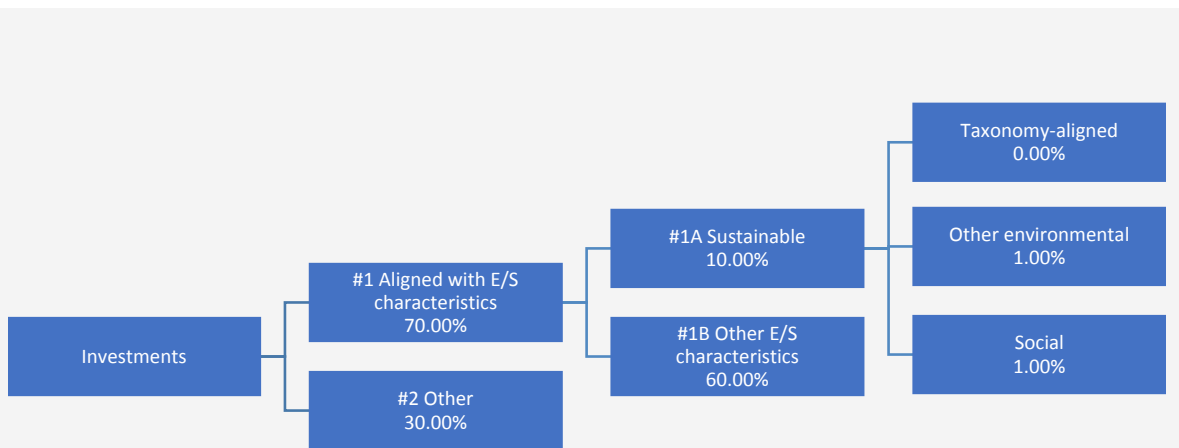 Investments
#1 Aligned with E/S
characteristics
70.00%
#2 Other
30.00%
#1A Sustainable
10.00%
#1B Other E/S
characteristics
60.00%
Taxonomy-aligned
0.00%
Other environmental
1.00%
Social
1.00%